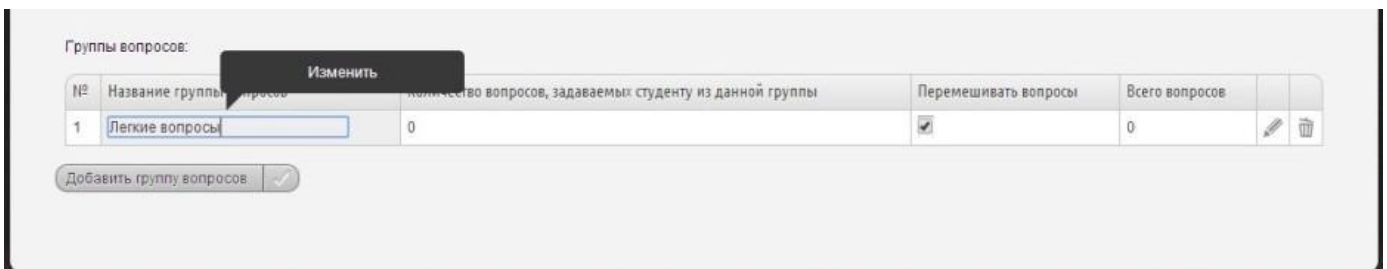 Группы вопросов:
Изменить
№ Название группы Количество вопросов, задаваемых студенту из данной группы Перемешивать вопросы Всего вопросов
1 Легкие вопросы 0 0
Добавить группу вопросов